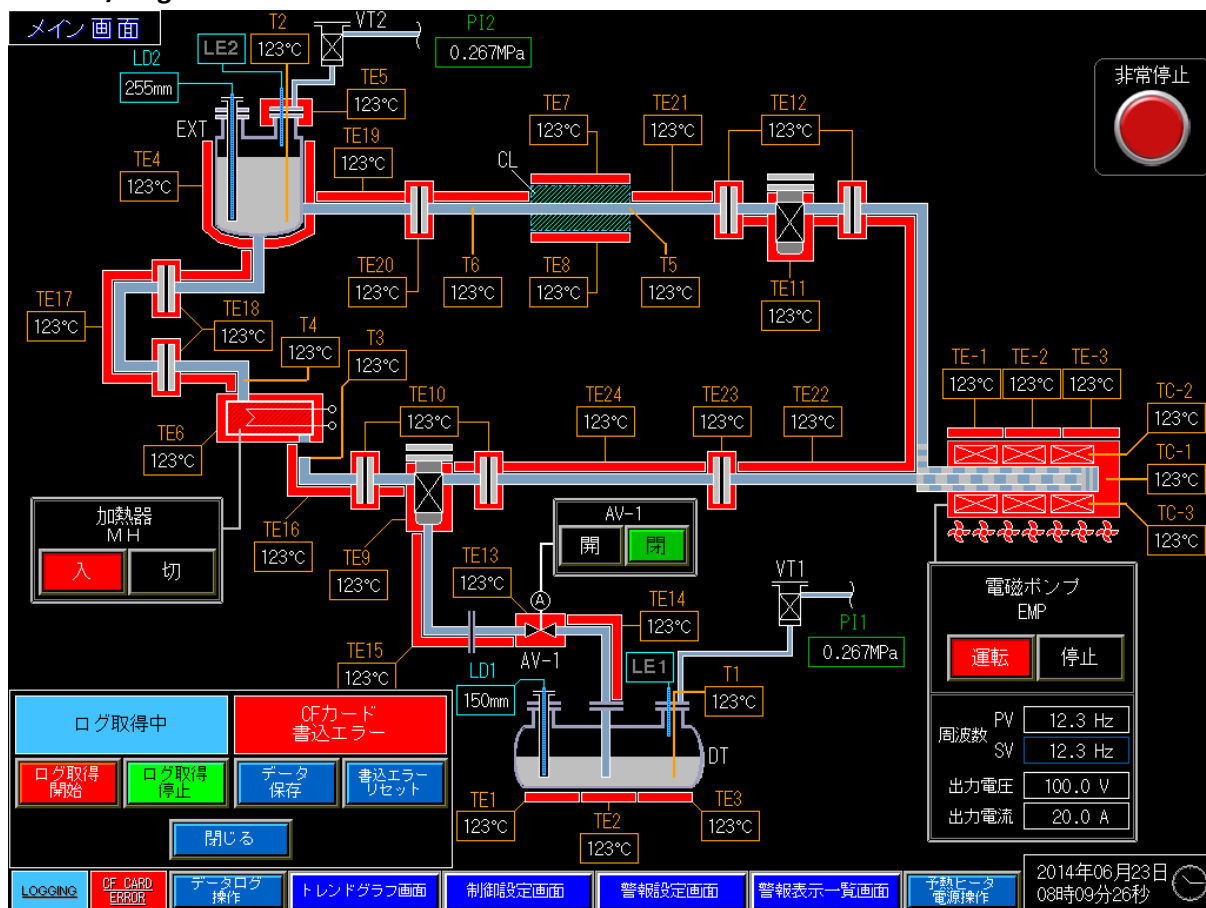 メイン画面
T2
VT2
PI2
LE2
123℃
0.267MPa
LD2
255mm
TE5
123℃
非常停止
TE7
123℃
TE21
123℃
TE12
123℃
EXT
TE19
123℃
CL
TE4
123℃
TE20
123℃
T6
123℃
TE8
123℃
T5
123℃
TE11
123℃
TE17
123℃
TE18
123℃
T4
123℃
T3
123℃
TE-1
123℃
TE-2
123℃
TE-3
123℃
TC-2
123℃
TE10
123℃
TE24
123℃
TE23
123℃
TE22
123℃
TE6
123℃
TC-1
123℃
TC-3
123℃
加熱器
MH
入
切
TE16
123℃
TE9
123℃
AV-1
開
閉
TE13
123℃
A
VT1
TE14
123℃
PI1
0.267MPa
電磁ポンプ
EMP
運転
停止
TE15
123℃
AV-1
LD1
150mm
LE1
T1
123℃
DT
周波数
PV
12.3 Hz
SV
12.3 Hz
出力電圧
100.0 V
出力電流
20.0 A
ログ取得中
CFカード
書込エラー
ログ取得
開始
ログ取得
停止
データ
保存
書込エラー
リセット
閉じる
TE1
123℃
TE2
123℃
TE3
123℃
LOGGING
CF CARD
ERROR
データログ
操作
トレンドグラフ画面
制御設定画面
警報設定画面
警報表示一覧画面
予熱ヒータ
電源操作
2014年06月23日
08時09分26秒